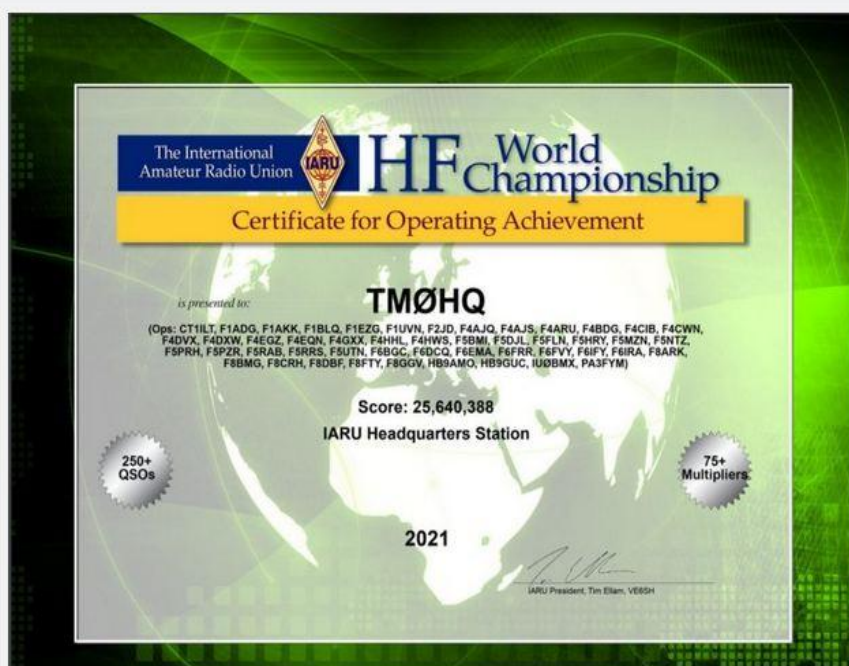 The International
Amateur Radio Union
IARU
HF World
Championship
Certificate for Operating Achievement
is presented to:
TMØHQ
(Ops: CT1ILT, F1ADG, F1AKK, F1BLQ, F1EZG, F1UVN, F2JD, F4AJQ, F4AJS, F4ARU, F4BDG, F4CIB, F4CWN,
F4DVX, F4DXW, F4EGZ, F4EQN, F4GXX, F4HHL, F4HWS, F5BMI, F5DJL, F5FLN, F5HRY, F5MZN, F5NTZ,
F5PRH, F5PZR, F5RAB, F5RRS, F5UTN, F6BGC, F6DCQ, F6EMA, F6FRR, F6FVY, F6IFY, F6IRA, F8ARK,
F8BMG, F8CRH, F8DBF, F8FTY, F8GGV, HB9AMO, HB9GUC, IUØBMX, PA3FYM)
Score: 25,640,388
IARU Headquarters Station
250+
QSOs
75+
Multipliers
2021
IARU President, Tim Ellam, VE6SH